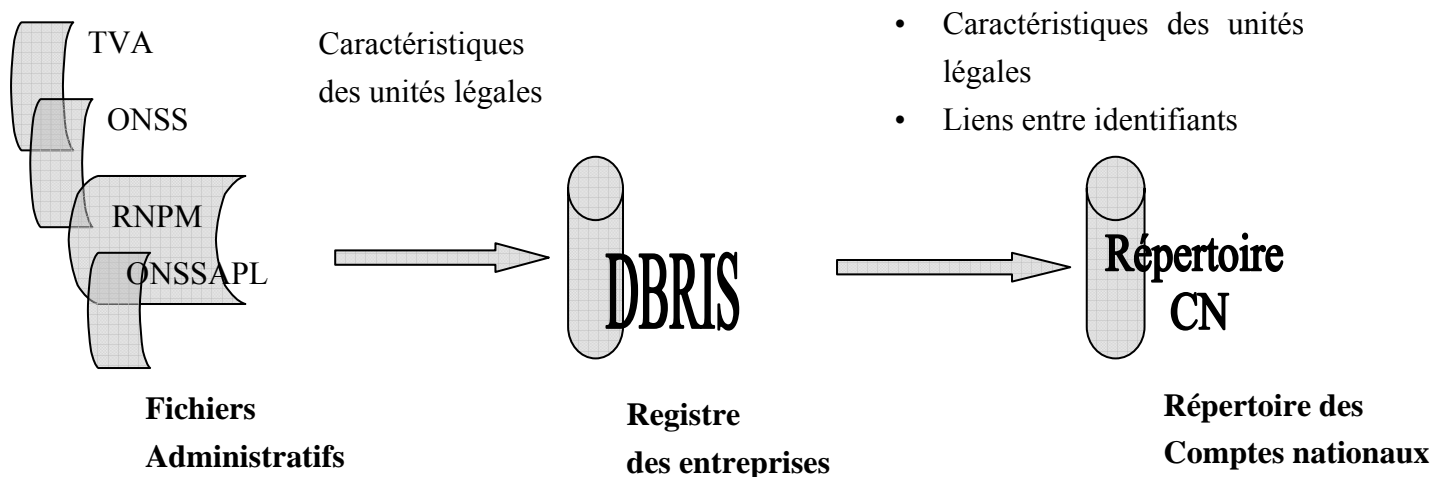 TVA
ONSS
RNPM
ONSSAPL
Caractéristiques
des unités légales
• Caractéristiques des unités
légales
• Liens entre identifiants
DBRIS
Répertoire
CN
Fichiers
Administratifs
Registre
des entreprises
Répertoire des
Comptes nationaux